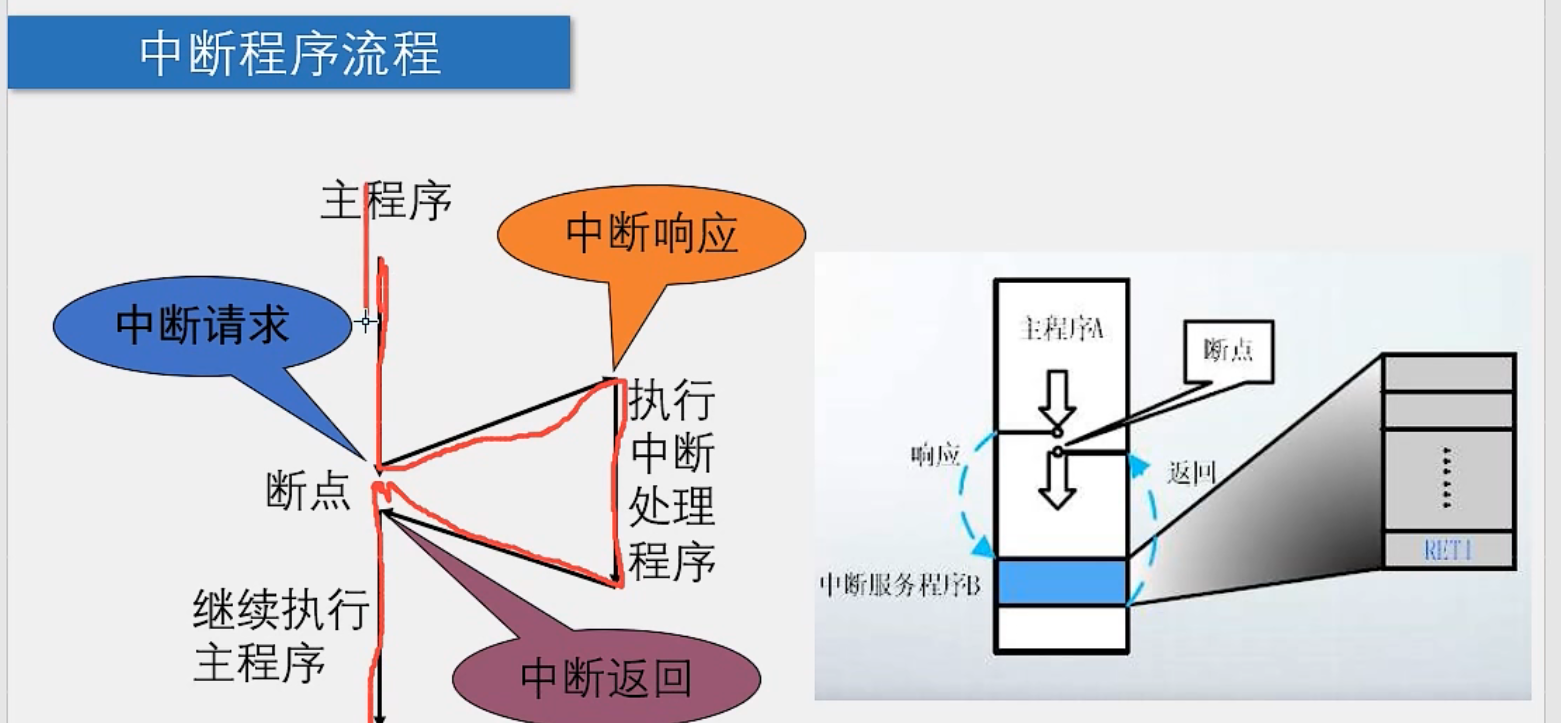 中断程序流程
主程序
中断响应
中断请求
执行
中断
处理
程序
断点
继续执行
主程序
中断返回
主程序A
断点
响应
返回
中断服务程序B
RETI